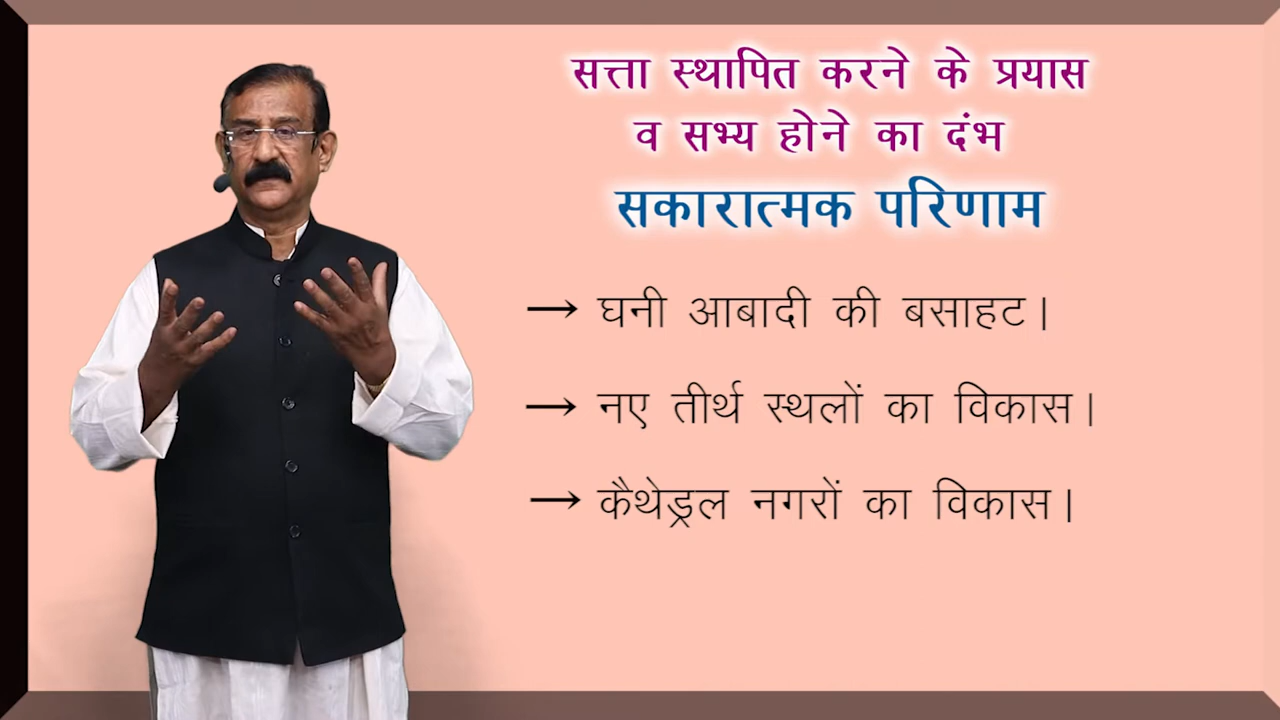 सत्ता स्थापित करने के प्रयास
व सभ्य होने का दंभ
सकारात्मक परिणाम
→ घनी आबादी की बसाहट।
→ नए तीर्थ स्थलों का विकास।
→ कैथेड्रल नगरों का विकास।